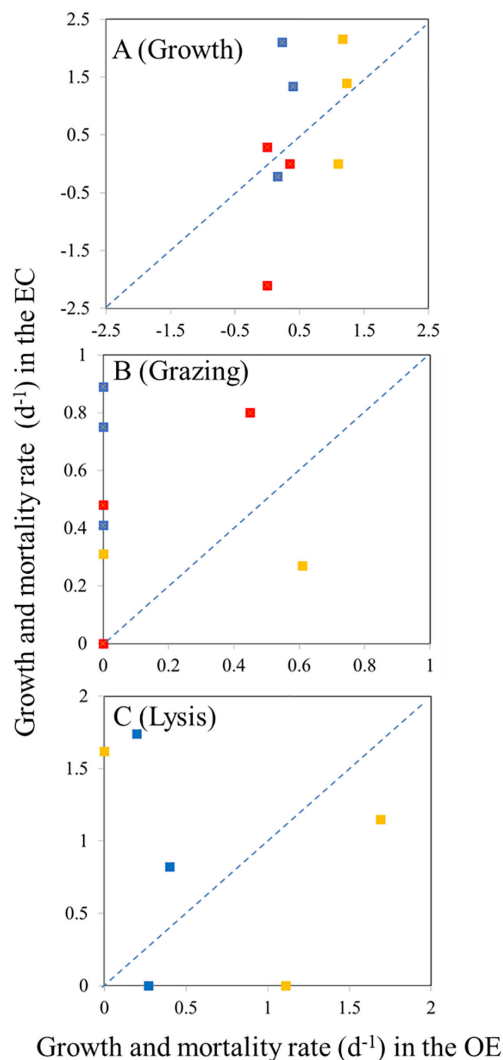 Growth and mortality rate (d-1) in the EC
A (Growth)
2.5
1.5
0.5
-0.5
-1.5
-2.5
-2.5 -1.5 -0.5 0.5 1.5 2.5
B (Grazing)
1
0.8
0.6
0.4
0.2
0
0 0.2 0.4 0.6 0.8 1
C (Lysis)
2
1.5
1
0.5
0
0 0.5 1 1.5 2
Growth and mortality rate (d-1) in the OE